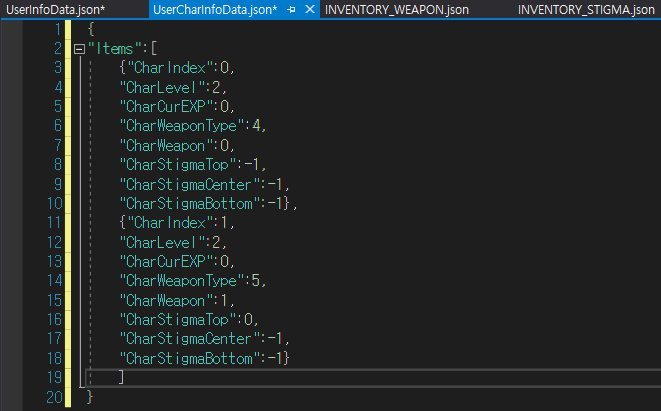 UserInfoData.json* UserCharInfoData.json* INVENTORY_WEAPON.json INVENTORY_STIGMA.json
1 {
2 "Items":[
3 {"CharIndex":0,
4 "CharLevel":2,
5 "CharCurEXP":0,
6 "CharWeaponType":4,
7 "CharWeapon":0,
8 "CharStigmaTop":-1,
9 "CharStigmaCenter":-1,
10 "CharStigmaBottom":-1},
11 {"CharIndex":1,
12 "CharLevel":2,
13 "CharCurEXP":0,
14 "CharWeaponType":5,
15 "CharWeapon":1,
16 "CharStigmaTop":0,
17 "CharStigmaCenter":-1,
18 "CharStigmaBottom":-1}
19 ]
20 }